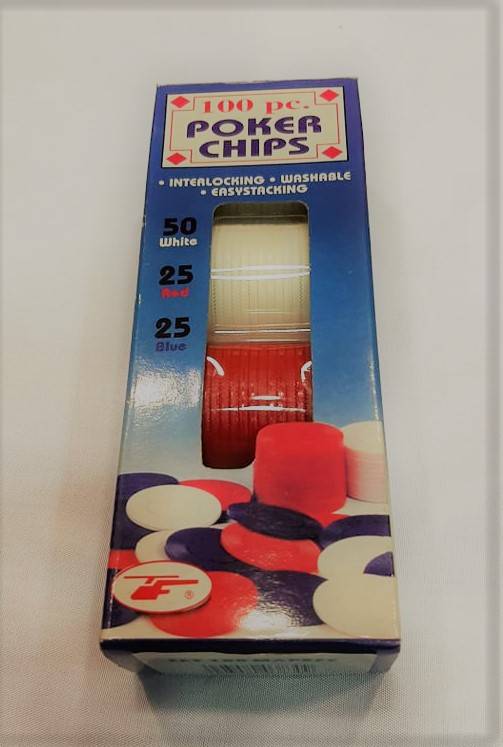 100 pc.
POKER
CHIPS
• INTERLOCKING • WASHABLE
• EASYSTACKING
50
White
25
Red
25
Blue
TF ®